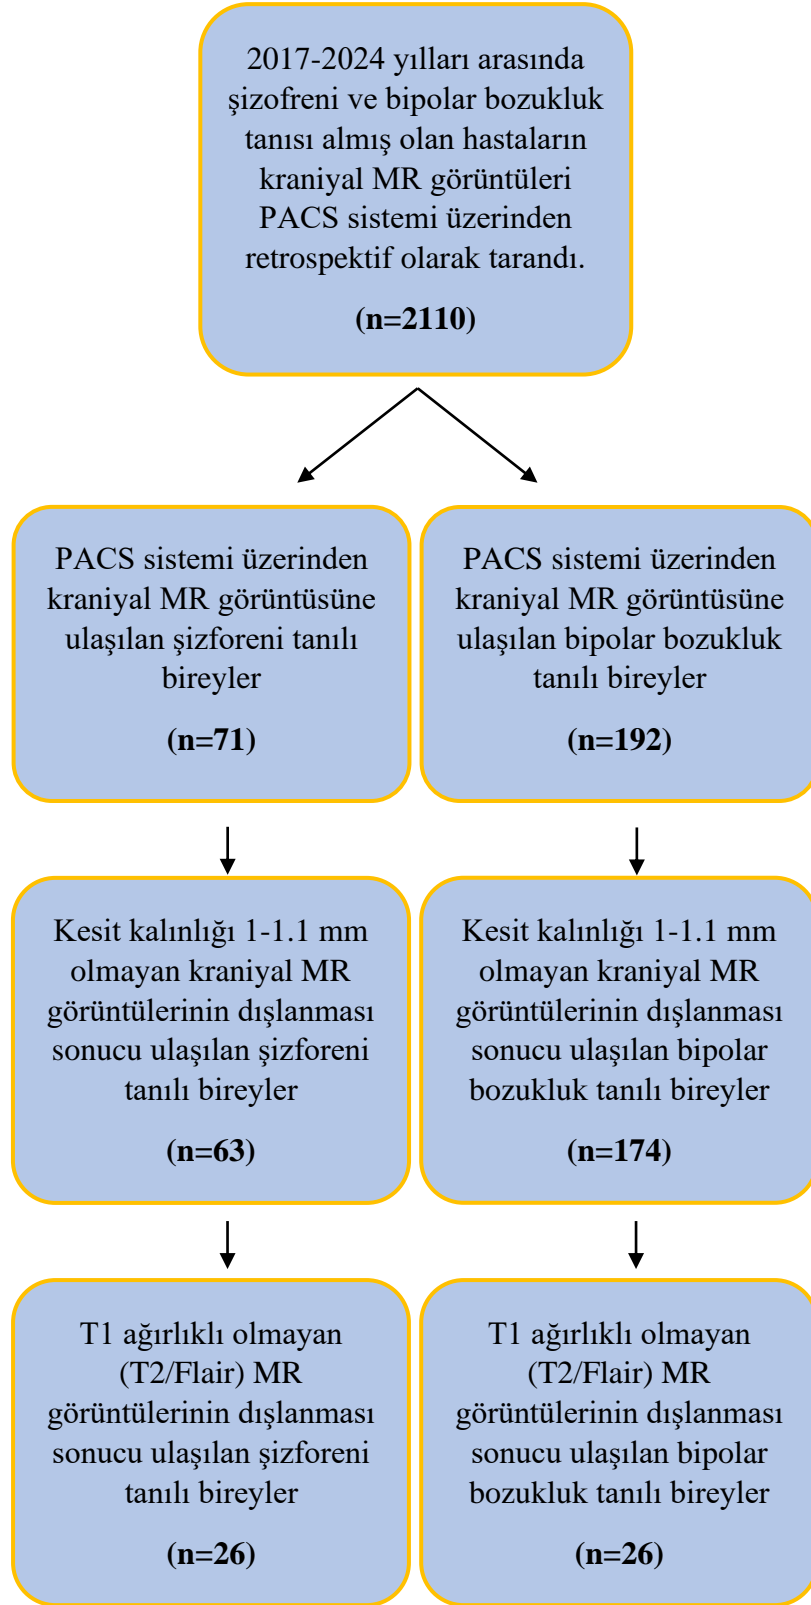 2017-2024 yılları arasında
şizofreni ve bipolar bozukluk
tanısı almış olan hastaların
kraniyal MR görüntüleri
PACS sistemi üzerinden
retrospektif olarak tarandı.
(n=2110)
PACS sistemi üzerinden
kraniyal MR görüntüsüne
ulaşılan şizforeni tanılı
bireyler
(n=71)
PACS sistemi üzerinden
kraniyal MR görüntüsüne
ulaşılan bipolar bozukluk
tanılı bireyler
(n=192)
Kesit kalınlığı 1-1.1 mm
olmayan kraniyal MR
görüntülerinin dışlanması
sonucu ulaşılan şizforeni
tanılı bireyler
(n=63)
Kesit kalınlığı 1-1.1 mm
olmayan kraniyal MR
görüntülerinin dışlanması
sonucu ulaşılan bipolar
bozukluk tanılı bireyler
(n=174)
T1 ağırlıklı olmayan
(T2/Flair) MR
görüntülerinin dışlanması
sonucu ulaşılan şizforeni
tanılı bireyler
(n=26)
T1 ağırlıklı olmayan
(T2/Flair) MR
görüntülerinin dışlanması
sonucu ulaşılan bipolar
bozukluk tanılı bireyler
(n=26)